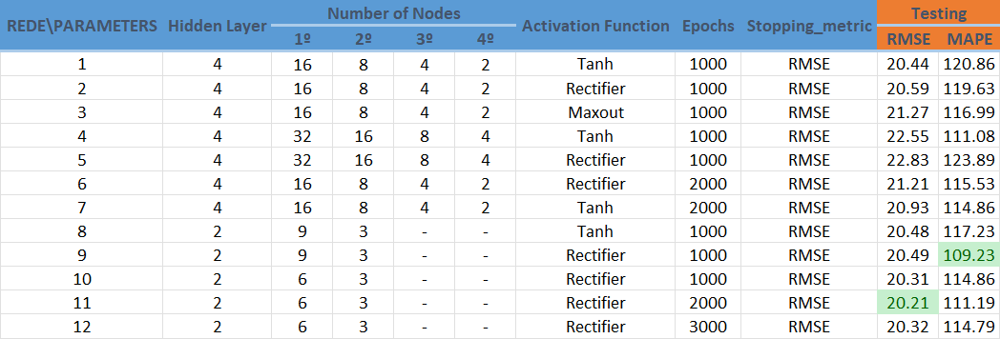 Number of Nodes Testing
REDE\PARAMETERS Hidden Layer Activation Function Epochs Stopping_metric
1º 2º 3º 4º RMSE MAPE
1 4 16 8 4 2 Tanh 1000 RMSE 20.44 120.86
2 4 16 8 4 2 Rectifier 1000 RMSE 20.59 119.63
3 4 16 8 4 2 Maxout 1000 RMSE 21.27 116.99
4 4 32 16 8 4 Tanh 1000 RMSE 22.55 111.08
5 4 32 16 8 4 Rectifier 1000 RMSE 22.83 123.89
6 4 16 8 4 2 Rectifier 2000 RMSE 21.21 115.53
7 4 16 8 4 2 Tanh 2000 RMSE 20.93 114.86
8 2 9 3 - - Tanh 1000 RMSE 20.48 117.23
9 2 9 3 - - Rectifier 1000 RMSE 20.49 109.23
10 2 6 3 - - Rectifier 1000 RMSE 20.31 114.86
11 2 6 3 - - Rectifier 2000 RMSE 20.21 111.19
12 2 6 3 - - Rectifier 3000 RMSE 20.32 114.79